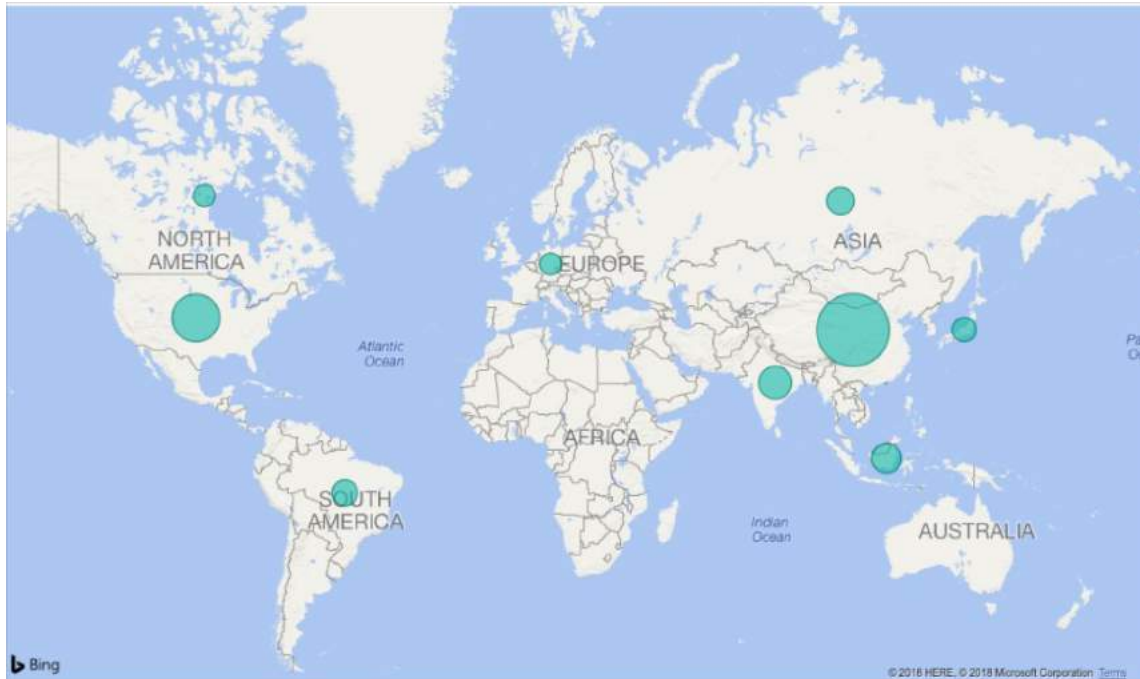 NORTH
AMERICA
EUROPE
ASIA
Atlantic
Ocean
AFRICA
SOUTH
AMERICA
Indian
Ocean
AUSTRALIA
Bing
© 2018 HERE, © 2018 Microsoft Corporation Terms